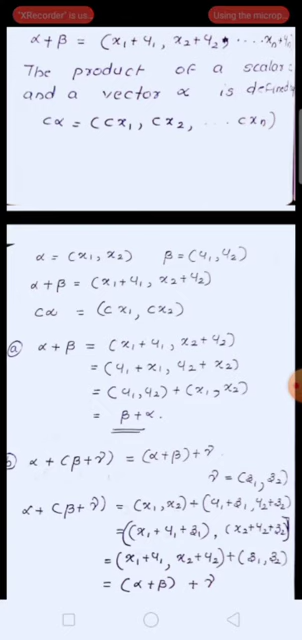 "XRecorder" is us...
Using the microp...
α + β = (x₁ + y₁, x₂ + y₂, ... xₙ + yₙ
The product of a scalar
and a vector α is defined
cα = (cx₁, cx₂, ... cxₙ)
α = (x₁, x₂) β = (y₁, y₂)
α + β = (x₁ + y₁, x₂ + y₂)
cα = (cx₁, cx₂)
(a) α + β = (x₁ + y₁, x₂ + y₂)
= (y₁ + x₁, y₂ + x₂)
= (y₁, y₂) + (x₁, x₂)
= β + α.
α + (β + γ) = (α + β) + γ
γ = (z₁, z₂)
α + (β + γ) = (x₁, x₂) + (y₁ + z₁, y₂ + z₂)
= ((x₁ + y₁ + z₁), (x₂ + y₂ + z₂)
= (x₁ + y₁, x₂ + y₂) + (z₁, z₂)
= (α + β) + γ